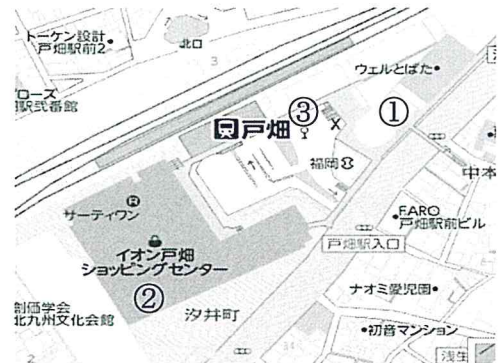 トーケン設計
戸畑駅前2
北口
3
ローズ
駅弐番館
ウェルとばた
①
③
戸畑
福岡
中本
サーティワン
FARO
戸畑駅前ビル
戸畑駅入口
イオン戸畑
ショッピングセンター
②
汐井町
ナオミ愛児園
創価学会
北九州文化会館
初音マンション
浅生
2